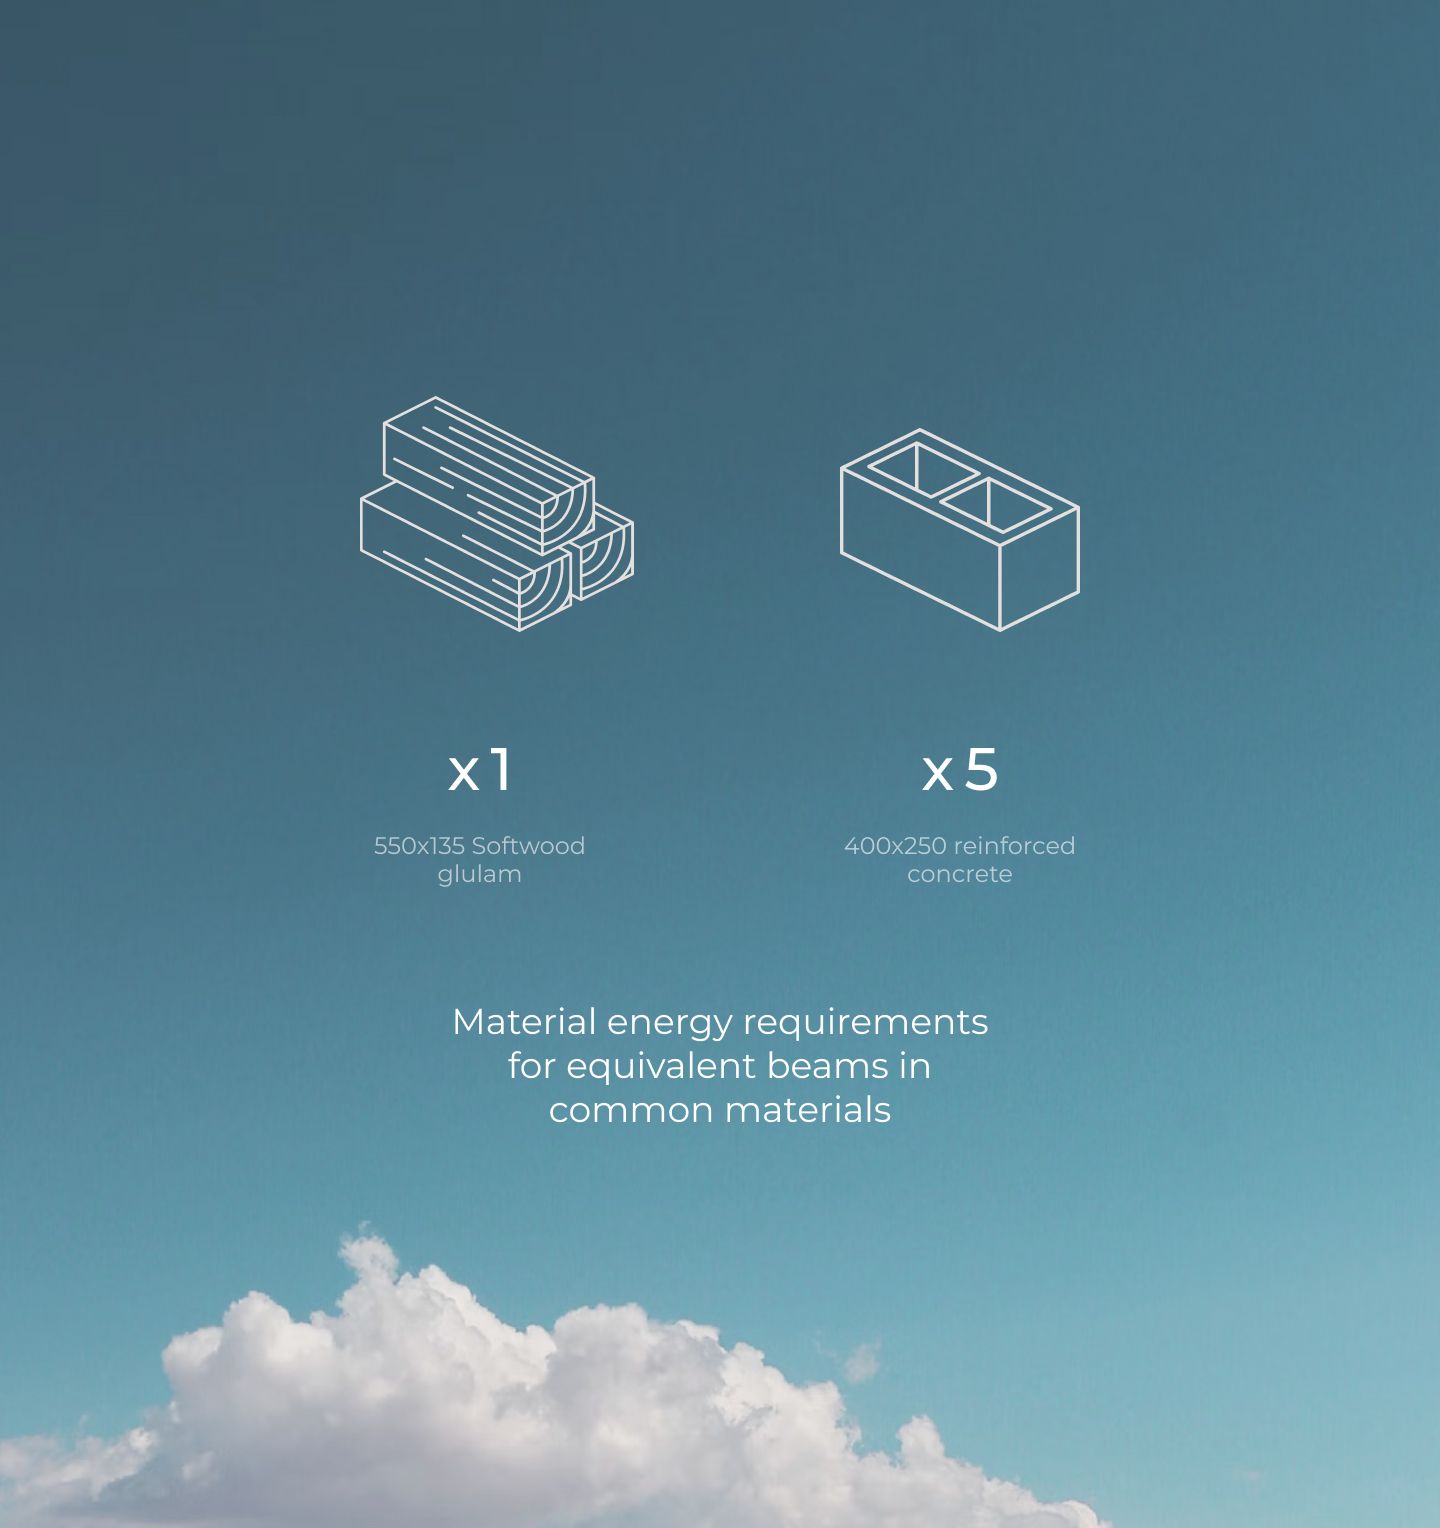 x1
x5
550x135 Softwood
glulam
400x250 reinforced
concrete
Material energy requirements
for equivalent beams in
common materials